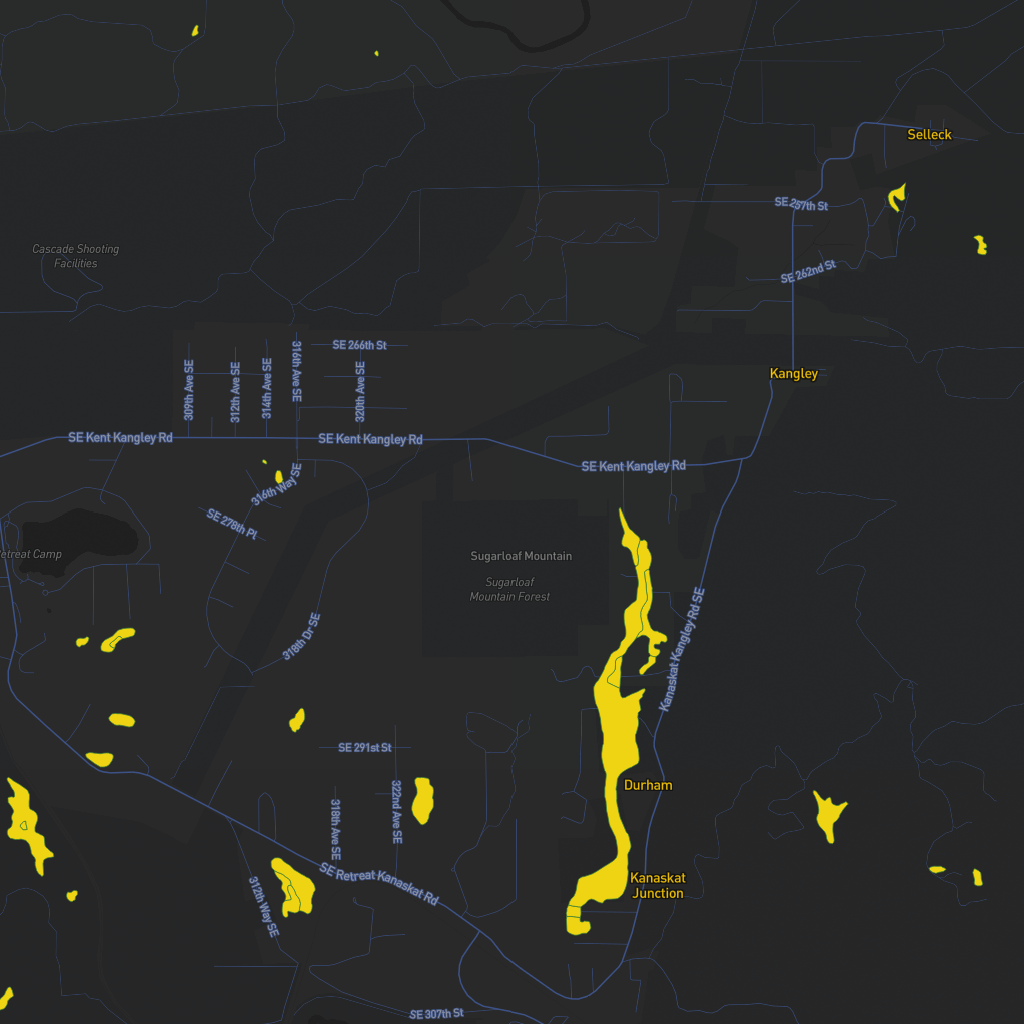 Selleck
SE 257th St
Cascade Shooting
Facilities
SE 262nd St
SE 266th St
316th Ave SE
309th Ave SE
312th Ave SE
314th Ave SE
320th Ave SE
Kangley
SE Kent Kangley Rd
SE Kent Kangley Rd
SE Kent Kangley Rd
316th Way SE
SE 278th Pl
etreat Camp
Sugarloaf Mountain
Sugarloaf
Mountain Forest
318th Dr SE
Kanaskat Kangley Rd SE
SE 291st St
Durham
318th Ave SE
322nd Ave SE
SE Retreat Kanaskat Rd
Kanaskat
Junction
312th Way SE
SE 307th St